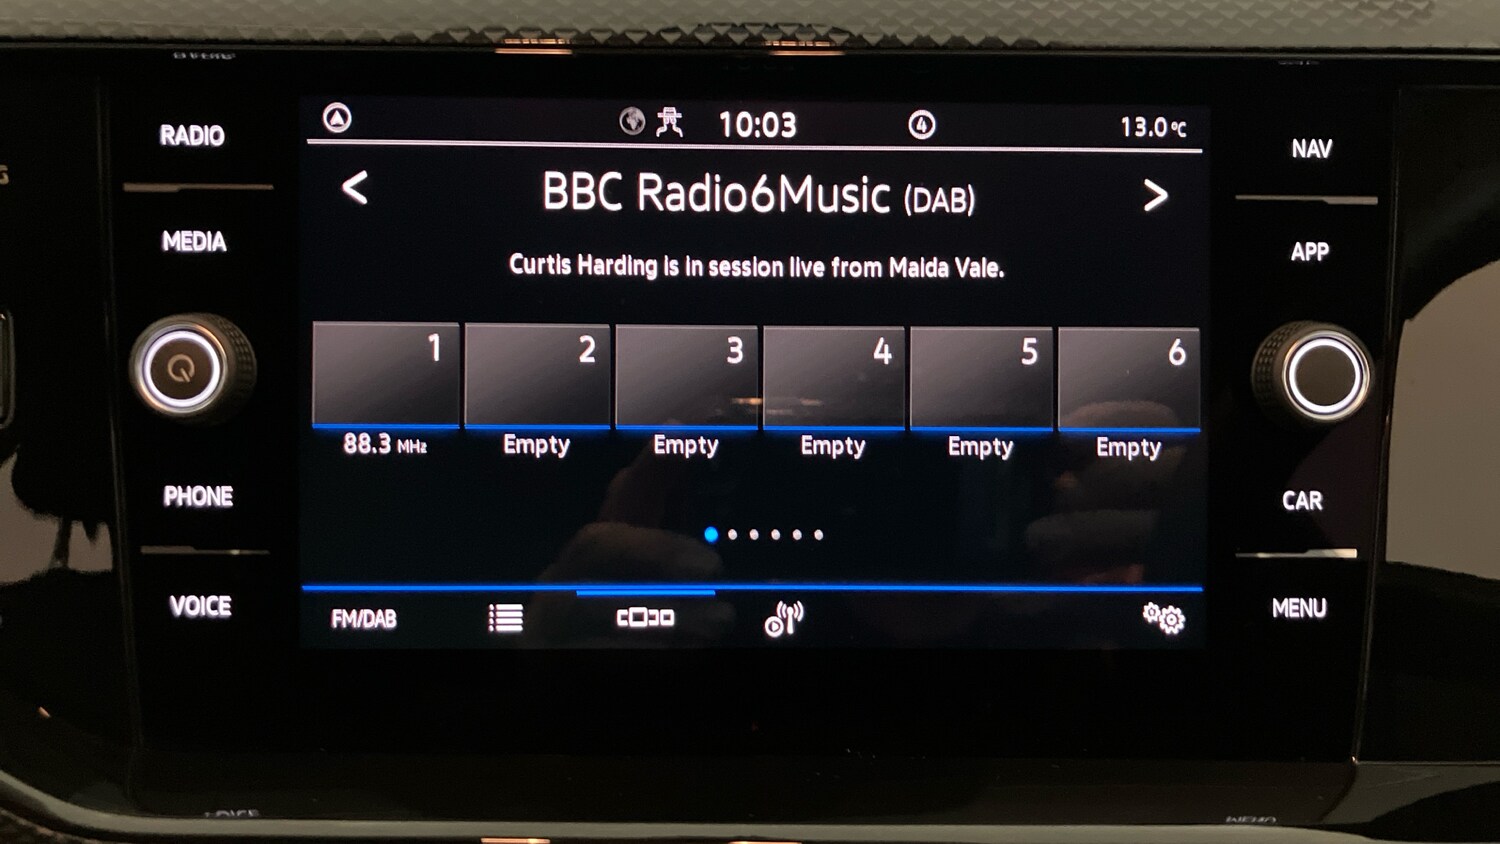 RADIO
MEDIA
PHONE
VOICE
10:03
4
13.0°C
< BBC Radio6Music (DAB) >
Curtis Harding is in session live from Maida Vale.
1 2 3 4 5 6
88.3 MHz Empty Empty Empty Empty Empty
FM/DAB
NAV
APP
CAR
MENU